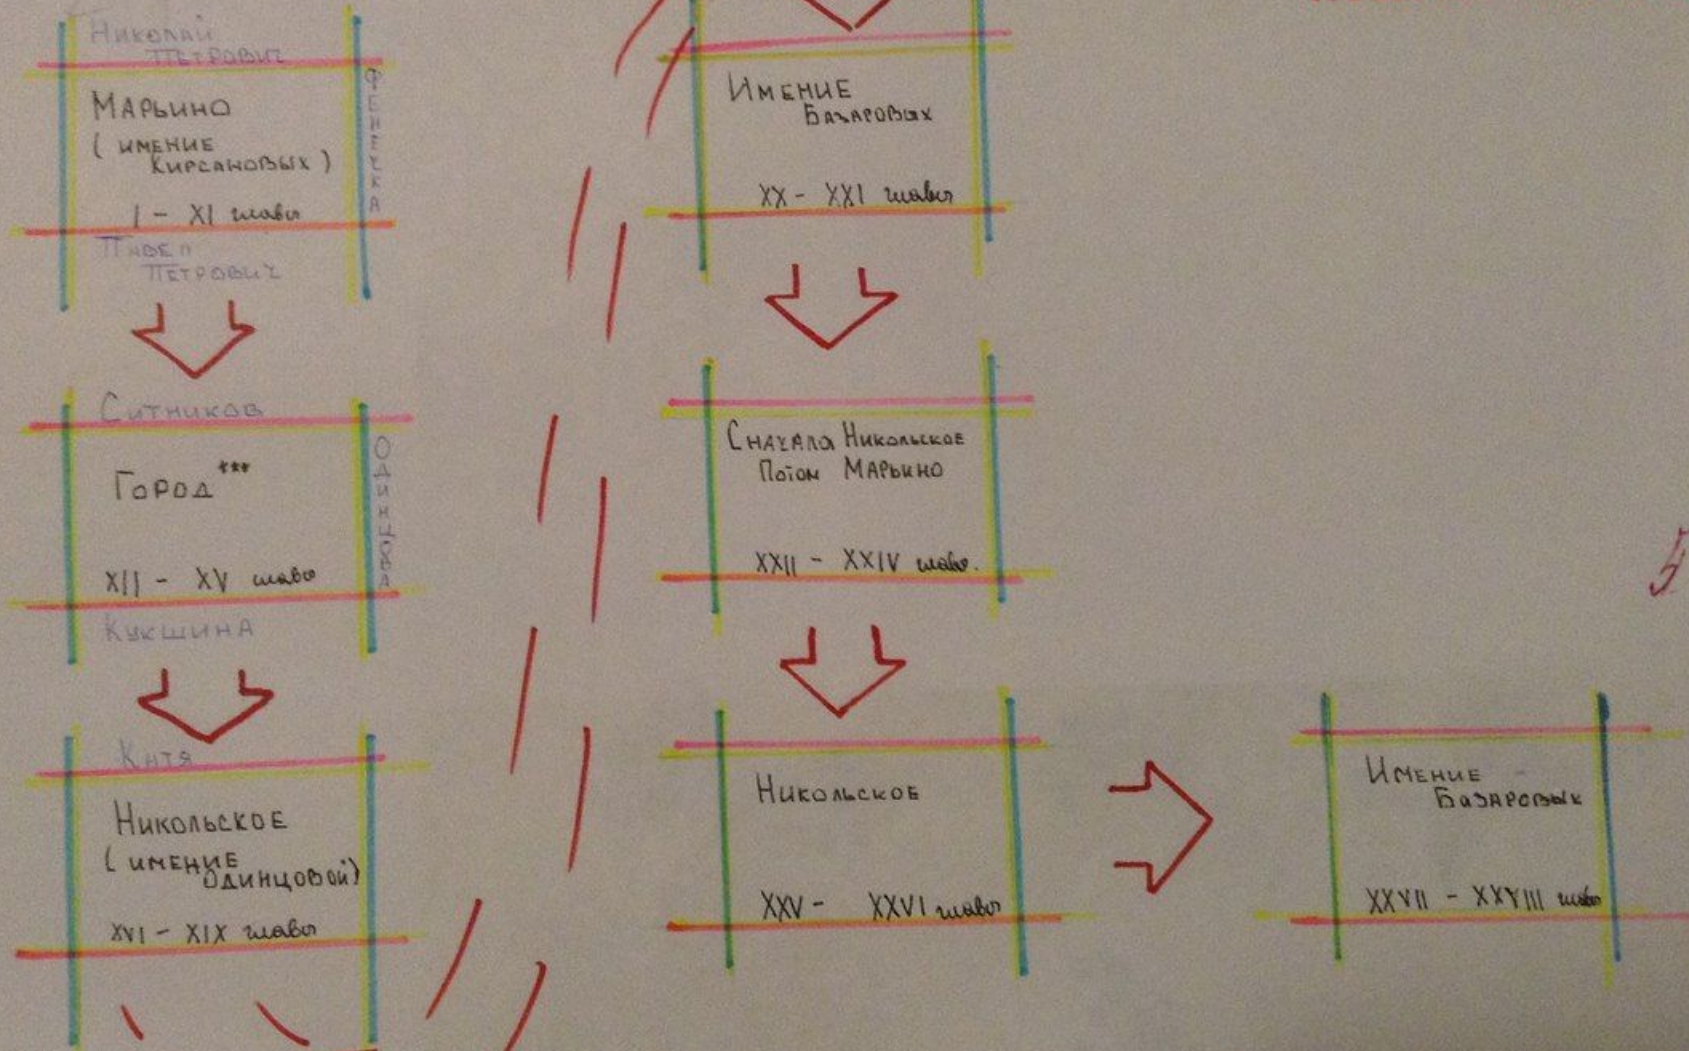 Николай
Петрович
Фенечка
Марьино
(имение
Кирсановых)
I - XI главы
Павел
Петрович
Ситников
Одинцова
Город***
XII - XV главы
Кукшина
Катя
Никольское
(имение
Одинцовой)
XVI - XIX главы
Имение
Базаровых
XX - XXI главы
Сначала Никольское
Потом Марьино
XXII - XXIV главы.
Никольское
XXV - XXVI главы
Имение
Базаровых
XXVII - XXVIII главы